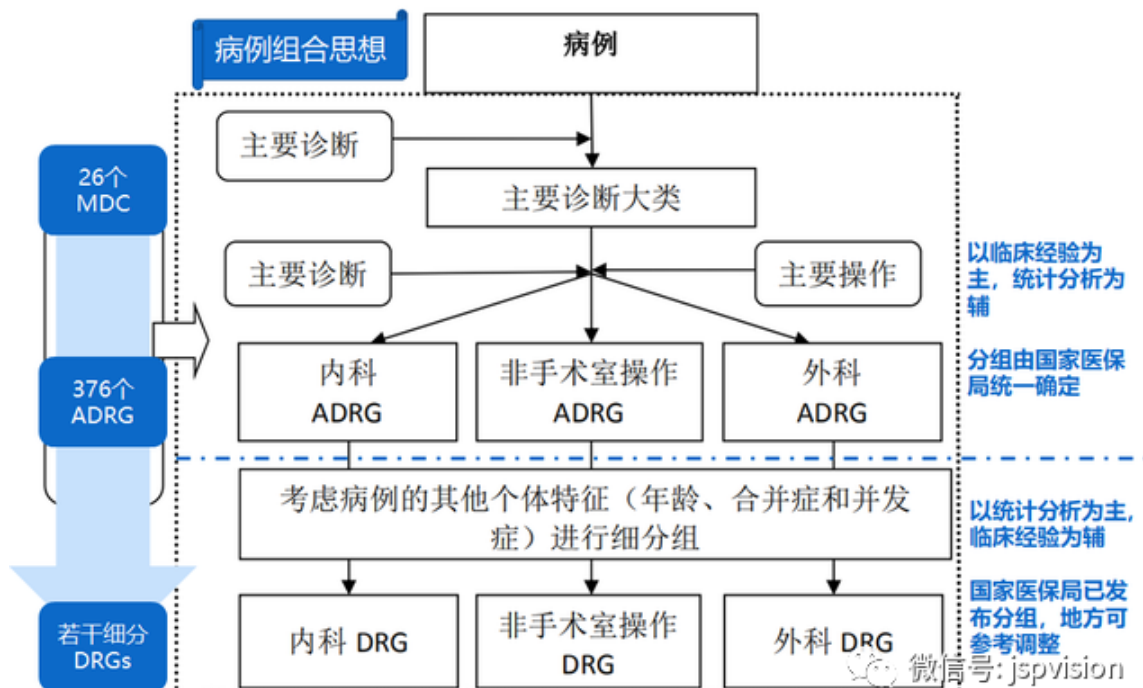 病例组合思想
病例
主要诊断
26个
MDC
主要诊断大类
主要诊断
主要操作
以临床经验为
主，统计分析为
辅
内科
ADRG
非手术室操作
ADRG
外科
ADRG
分组由国家医保
局统一确定
376个
ADRG
考虑病例的其他个体特征（年龄、合并症和并发
症）进行细分组
以统计分析为主，
临床经验为辅
国家医保局已发
布分组，地方可
参考调整
若干细分
DRGs
内科 DRG
非手术室操作
DRG
外科 DRG
微信号: jspvision